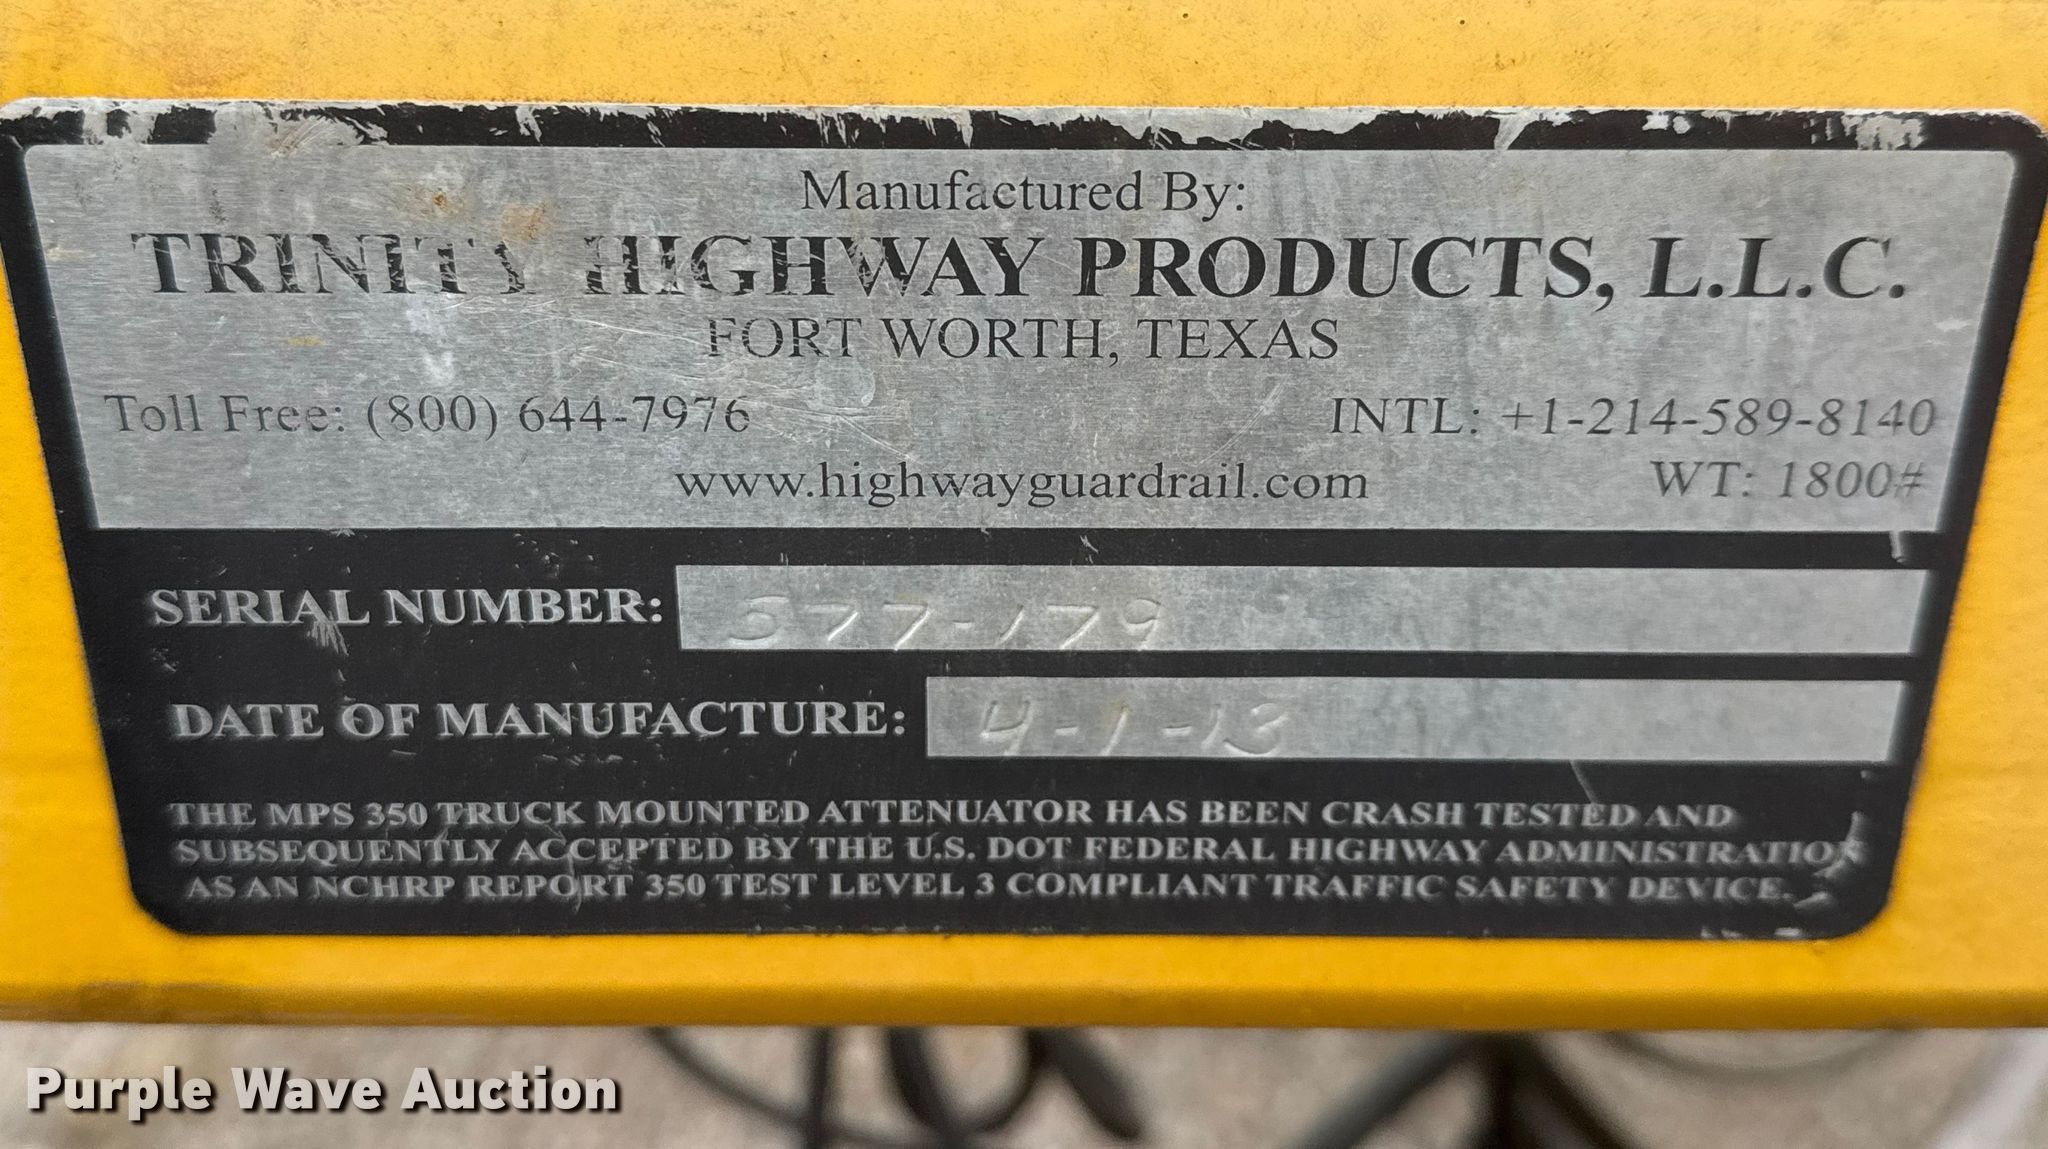 Manufactured By:
TRINITY HIGHWAY PRODUCTS, L.L.C.
FORT WORTH, TEXAS
Toll Free: (800) 644-7976 INTL: +1-214-589-8140
www.highwayguardrail.com WT: 1800#
SERIAL NUMBER: 577-179
DATE OF MANUFACTURE: 4-1-13
THE MPS 350 TRUCK MOUNTED ATTENUATOR HAS BEEN CRASH TESTED AND
SUBSEQUENTLY ACCEPTED BY THE U.S. DOT FEDERAL HIGHWAY ADMINISTRATION
AS AN NCHRP REPORT 350 TEST LEVEL 3 COMPLIANT TRAFFIC SAFETY DEVICE.
Purple Wave Auction